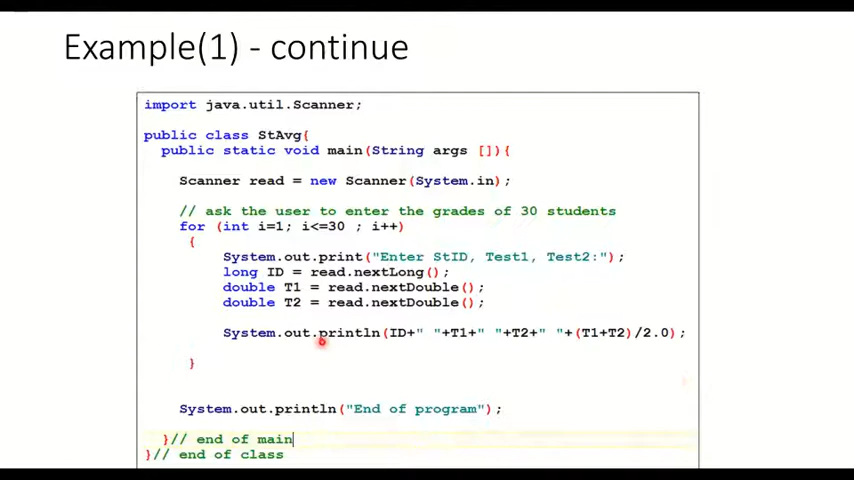 Example(1) - continue
import java.util.Scanner;
public class StAvg{
public static void main(String args []){
Scanner read = new Scanner(System.in);
// ask the user to enter the grades of 30 students
for (int i=1; i<=30 ; i++)
{
System.out.print("Enter StID, Test1, Test2:");
long ID = read.nextLong();
double T1 = read.nextDouble();
double T2 = read.nextDouble();
System.out.println(ID+" "+T1+" "+T2+" "+(T1+T2)/2.0);
}
System.out.println("End of program");
}// end of main
}// end of class